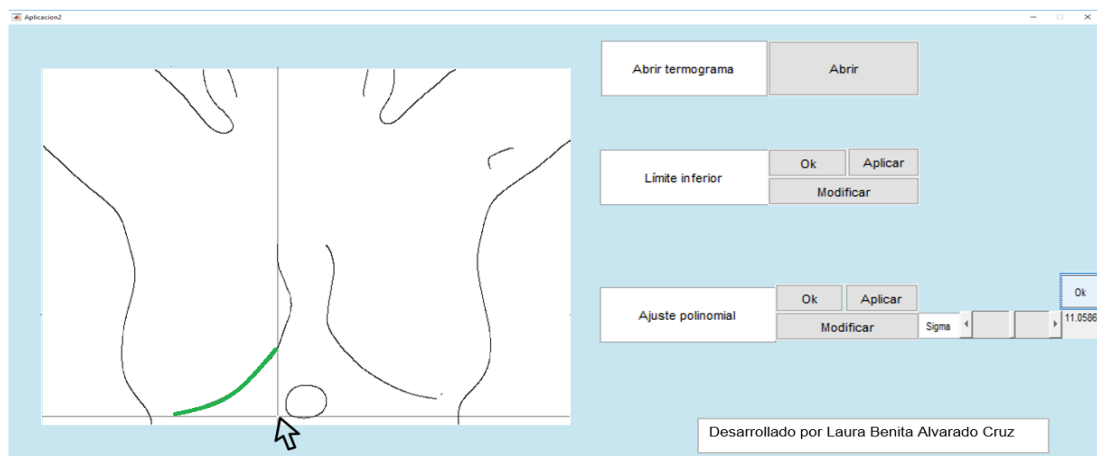 Aplicacion2
Abrir termograma
Abrir
Límite inferior
Ok
Aplicar
Modificar
Ajuste polinomial
Ok
Aplicar
Modificar
Sigma
Ok
11.0586
Desarrollado por Laura Benita Alvarado Cruz